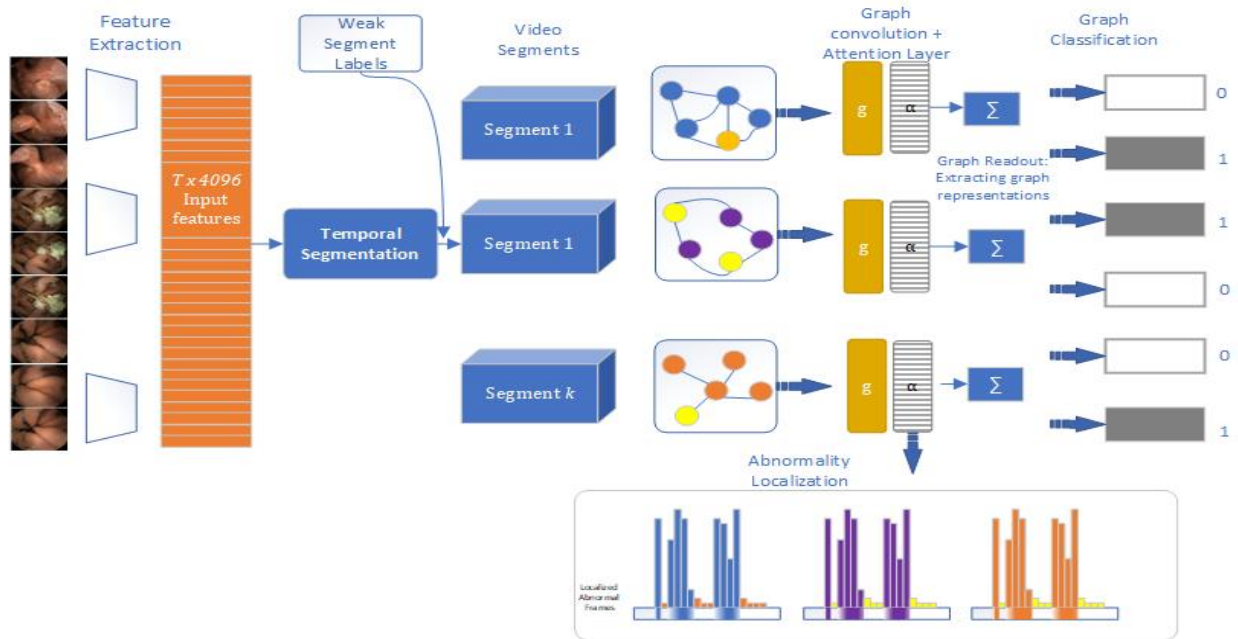 Feature
Extraction
Weak
Segment
Labels
Video
Segments
Graph
convolution +
Attention Layer
Graph
Classification
T x 4096
Input
features
Temporal
Segmentation
Segment 1
g
α
Σ
0
1
Graph Readout:
Extracting graph
representations
Segment 1
g
α
Σ
1
0
Segment k
g
α
Σ
0
1
Abnormality
Localization
Localized
Abnormal
Frames